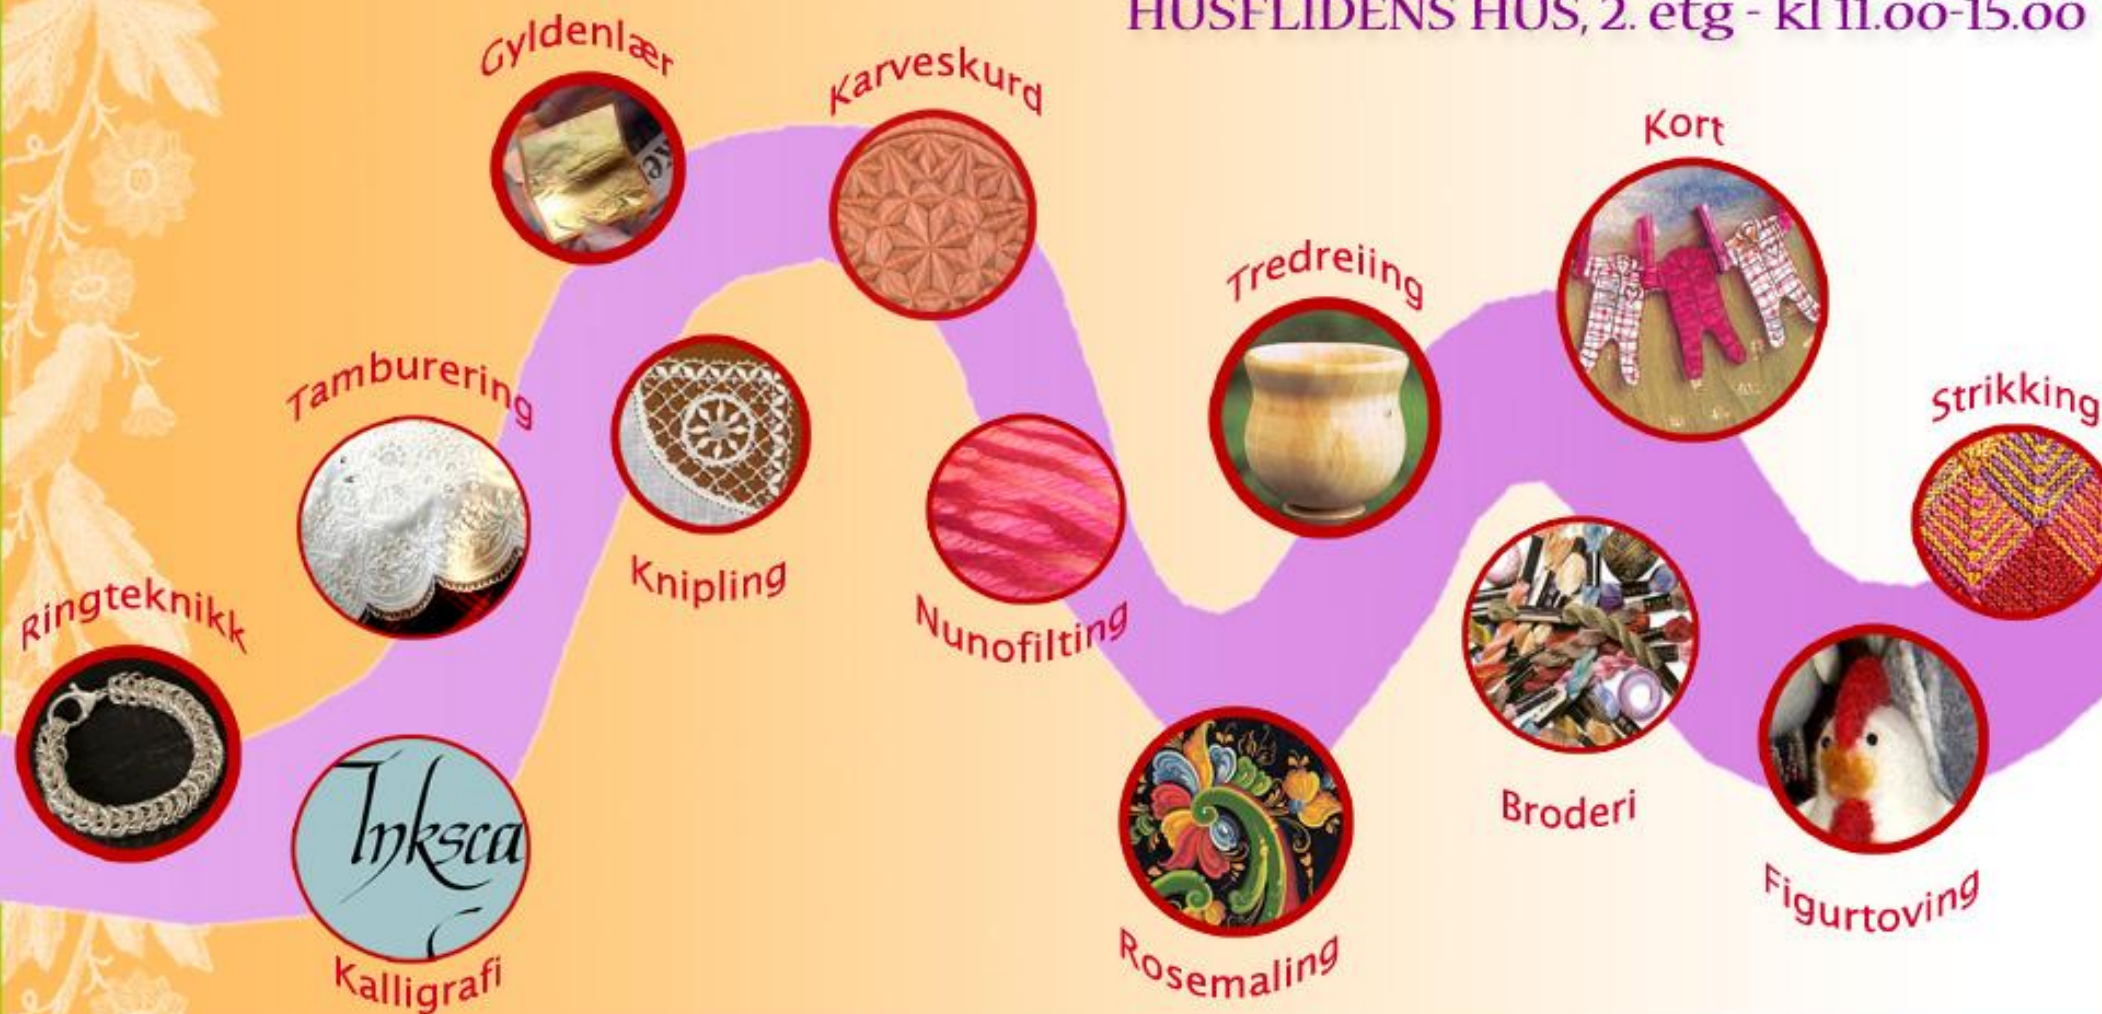 HUSFLIDENS HUS, 2. etg - kl 11.00-15.00
Gyldenlær
Karveskurd
Kort
Tredreiing
Tamburering
Strikking
Knipling
Ringteknikk
Nunofilting
Broderi
Inksca
Figurtoving
Rosemaling
Kalligrafi